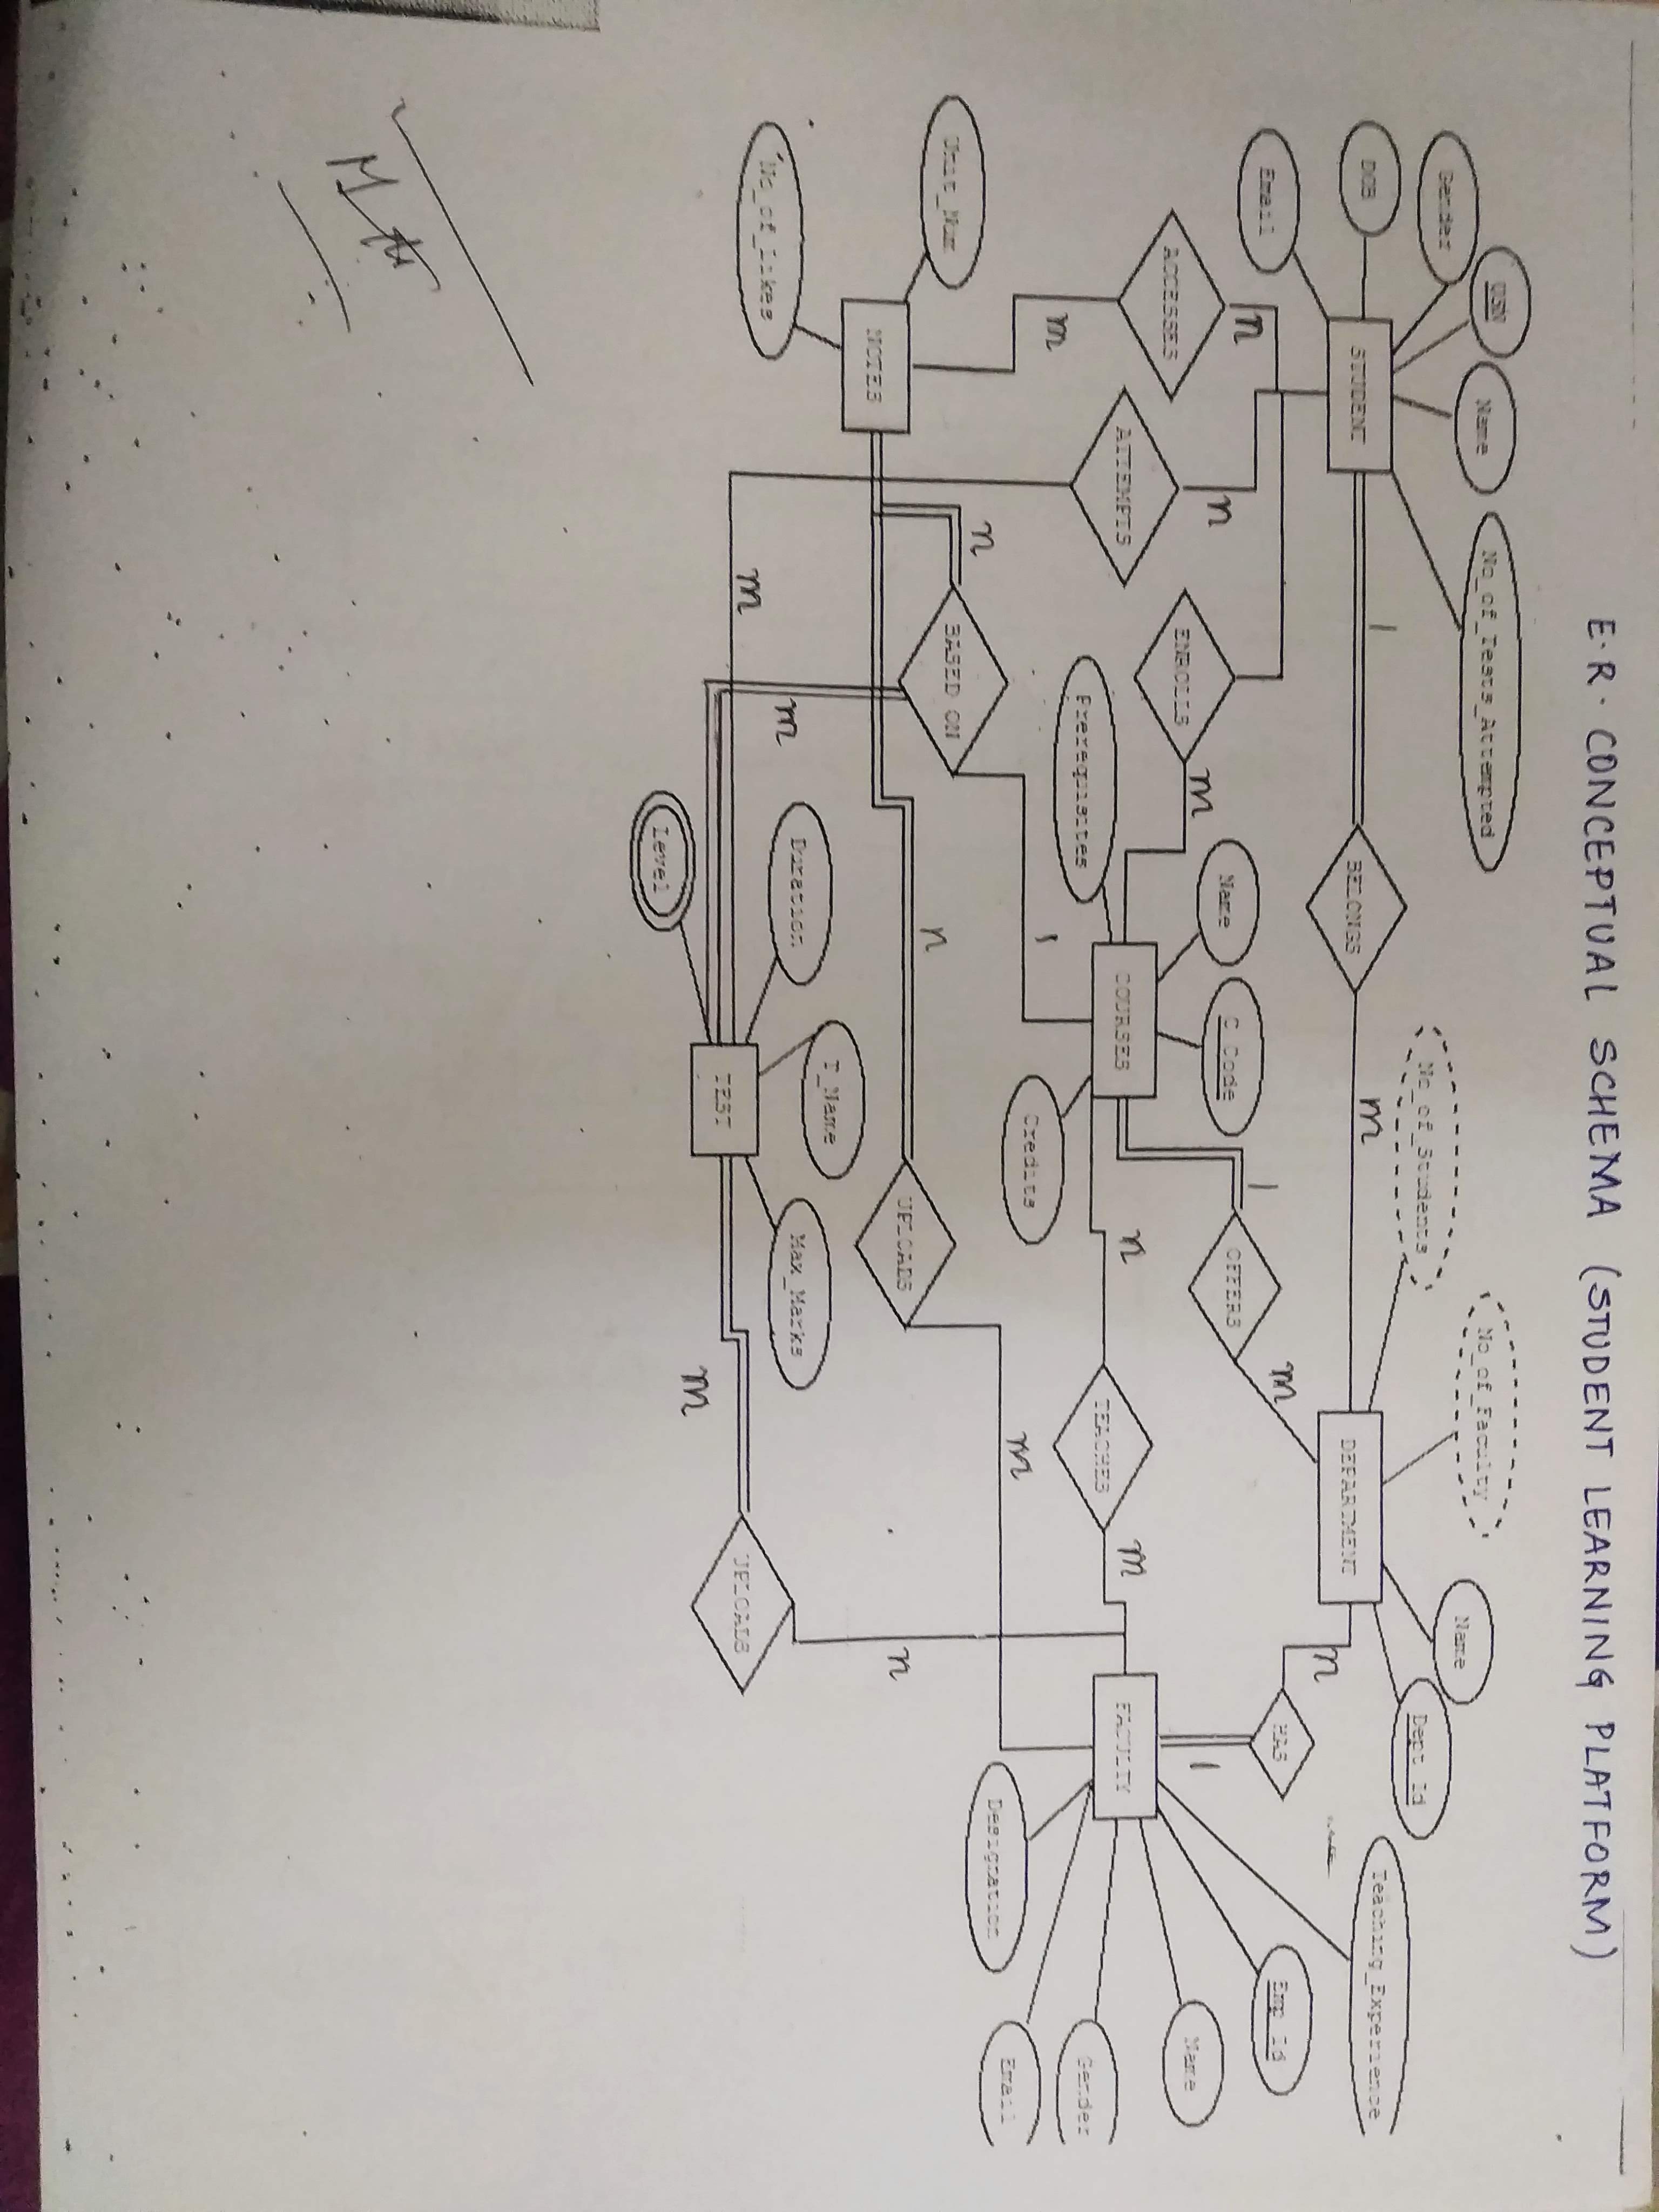 E.R. CONCEPTUAL SCHEMA (STUDENT LEARNING PLATFORM)
USN
Name
No_of_Tests_Attempted
Gender
DOB
STUDENT
Email
1
BELONGS
m
No_of_Students
No_of_Faculty
Name
Dept_Id
DEPARTMENT
Teaching_Experience
n
HAS
1
Emp_Id
Name
FACULTY
Gender
Email
Designation
m
OFFERS
1
n
ACCESSES
m
n
ATTEMPTS
ENROLLS
m
Name
C_Code
COURSES
Prerequisites
Credits
n
TEACHES
m
1
BASED ON
n
m
Unit_Num
NOTES
No_of_Likes
n
UPLOADS
m
n
m
Duration
T_Name
Max_Marks
TEST
Level
m
UPLOADS